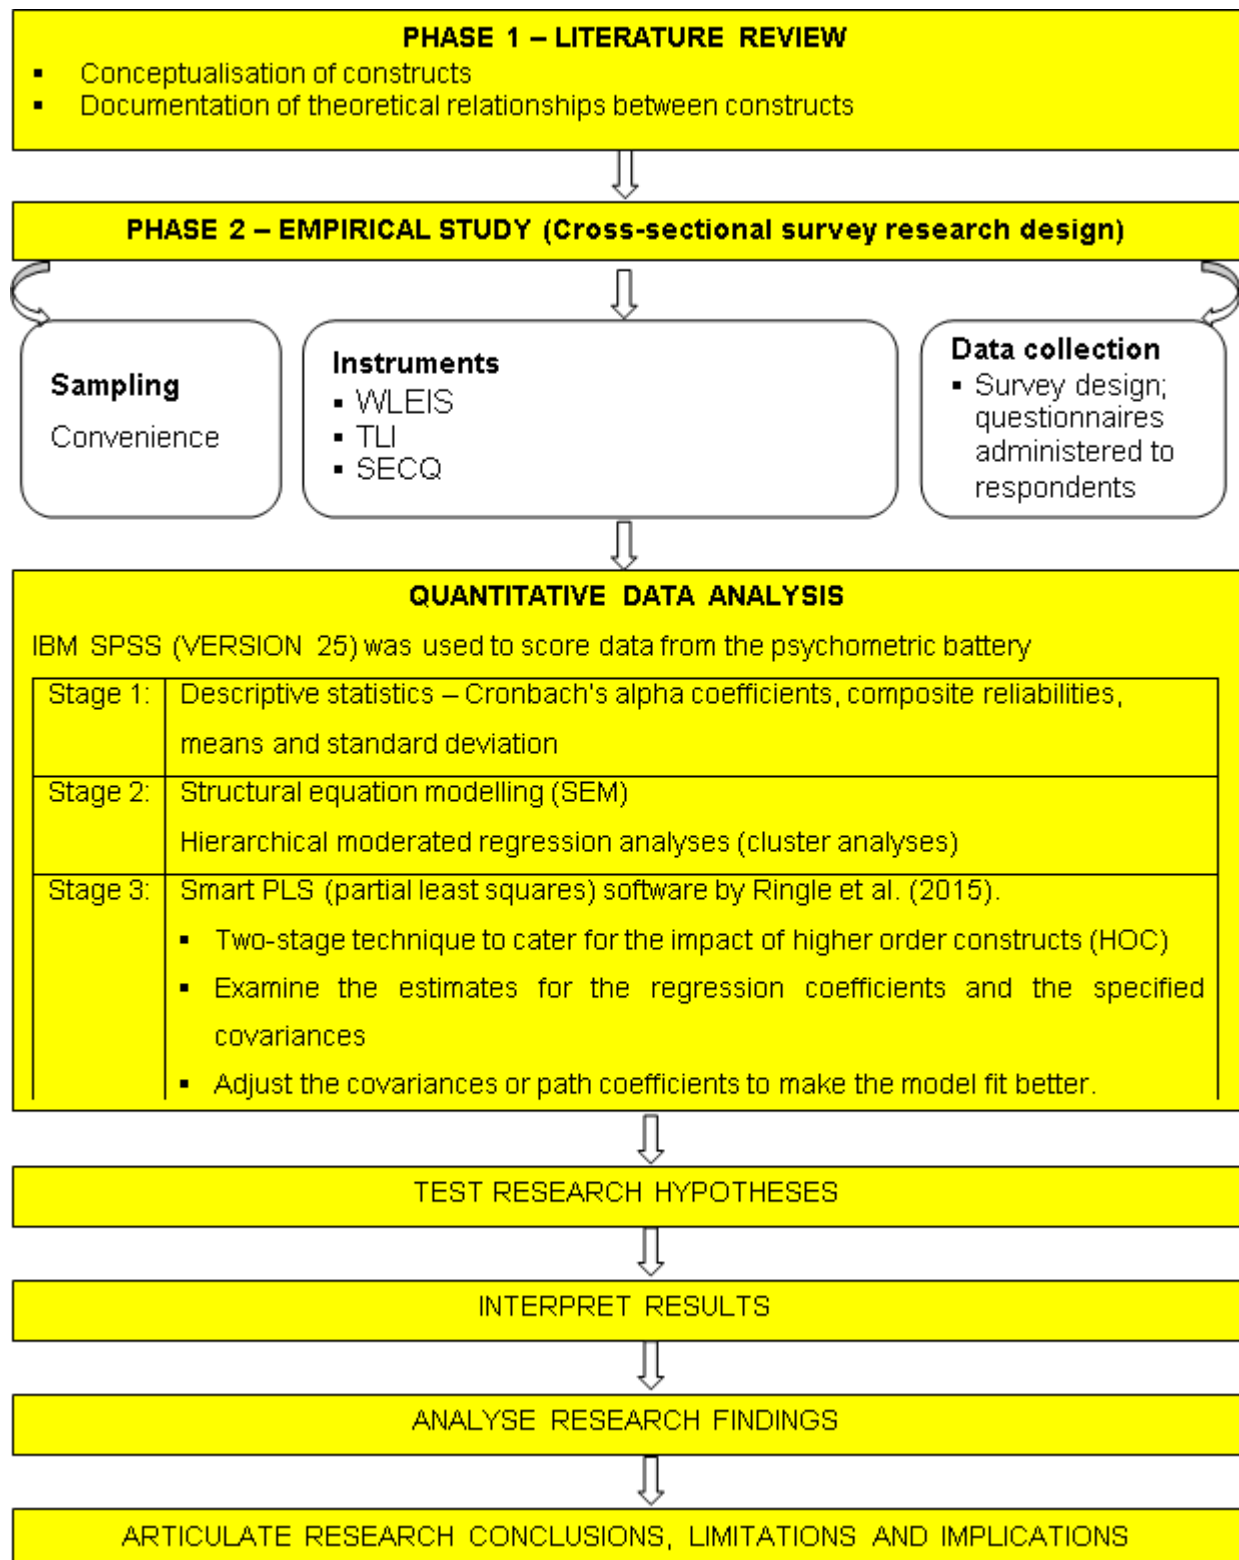 PHASE 1 – LITERATURE REVIEW
▪ Conceptualisation of constructs
▪ Documentation of theoretical relationships between constructs
PHASE 2 – EMPIRICAL STUDY (Cross-sectional survey research design)
Sampling
Convenience
Instruments
▪ WLEIS
▪ TLI
▪ SECQ
Data collection
▪ Survey design;
questionnaires
administered to
respondents
QUANTITATIVE DATA ANALYSIS
IBM SPSS (VERSION 25) was used to score data from the psychometric battery
Stage 1: Descriptive statistics – Cronbach's alpha coefficients, composite reliabilities,
means and standard deviation
Stage 2: Structural equation modelling (SEM)
Hierarchical moderated regression analyses (cluster analyses)
Stage 3: Smart PLS (partial least squares) software by Ringle et al. (2015).
▪ Two-stage technique to cater for the impact of higher order constructs (HOC)
▪ Examine the estimates for the regression coefficients and the specified
covariances
▪ Adjust the covariances or path coefficients to make the model fit better.
TEST RESEARCH HYPOTHESES
INTERPRET RESULTS
ANALYSE RESEARCH FINDINGS
ARTICULATE RESEARCH CONCLUSIONS, LIMITATIONS AND IMPLICATIONS